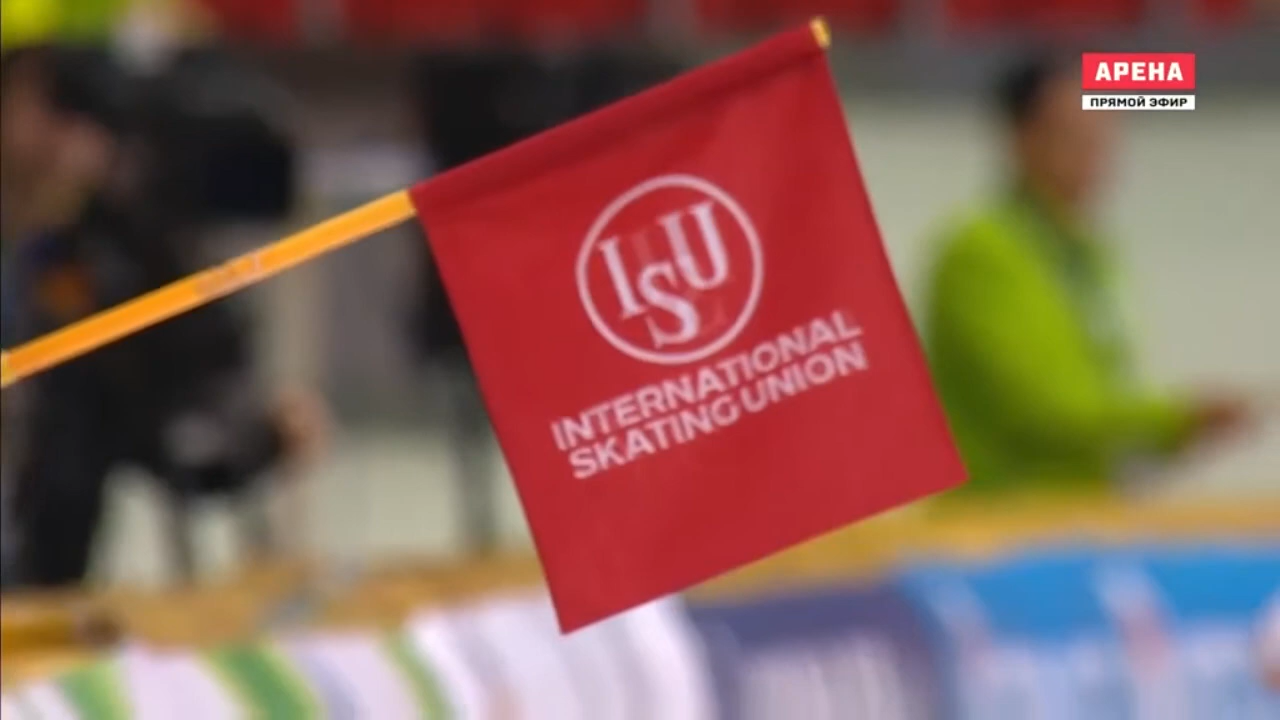 АРЕНА
ПРЯМОЙ ЭФИР
ISU
INTERNATIONAL
SKATING UNION